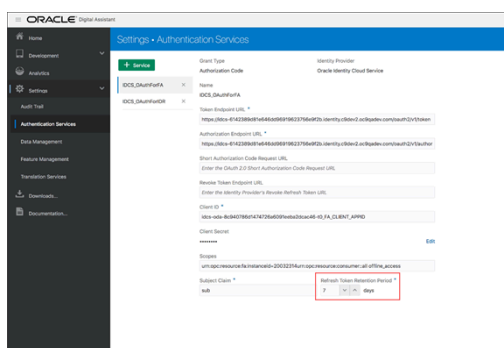 ORACLE Digital Assistant
Home
Development
Analytics
Settings
Audit Trail
Authentication Services
Data Management
Feature Management
Translation Services
Downloads...
Documentation...
Settings • Authentication Services
+ Service
IDCS_OAuthForFA ×
IDCS_OAuthForIDR ×
Grant Type
Authorization Code
Identity Provider
Oracle Identity Cloud Service
Name
IDCS_OAuthForFA
Token Endpoint URL *
Authorization Endpoint URL *
Short Authorization Code Request URL
Enter the OAuth 2.0 Short Authorization Code Request URL
Revoke Token Endpoint URL
Enter the Identity Provider's Revoke Refresh Token URL
Client ID *
Client Secret
••••••••
Edit
Scopes
Subject Claim *
sub
Refresh Token Retention Period *
7 days